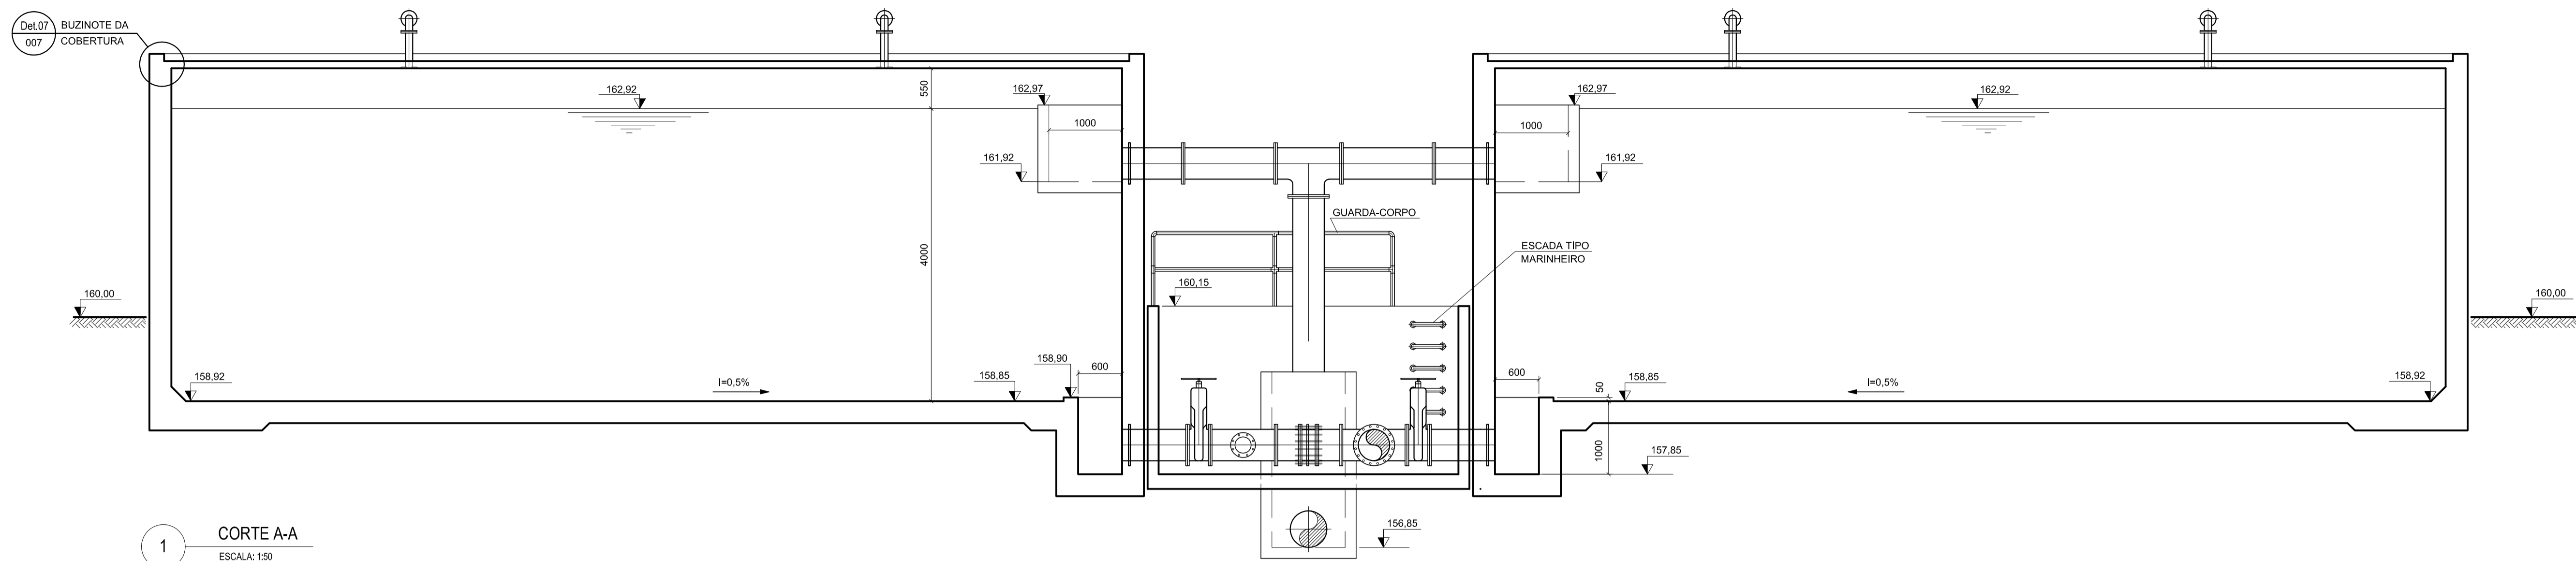 Det.07
007
BUZINOTE DA
COBERTURA
162,92
550
162,97
1000
162,97
1000
162,92
161,92
161,92
4000
GUARDA-CORPO
ESCADA TIPO
MARINHEIRO
160,00
160,15
160,00
158,92
I=0,5%
158,85
158,90
600
600
50
158,85
I=0,5%
158,92
1000
157,85
156,85
1
CORTE A-A
ESCALA: 1:50